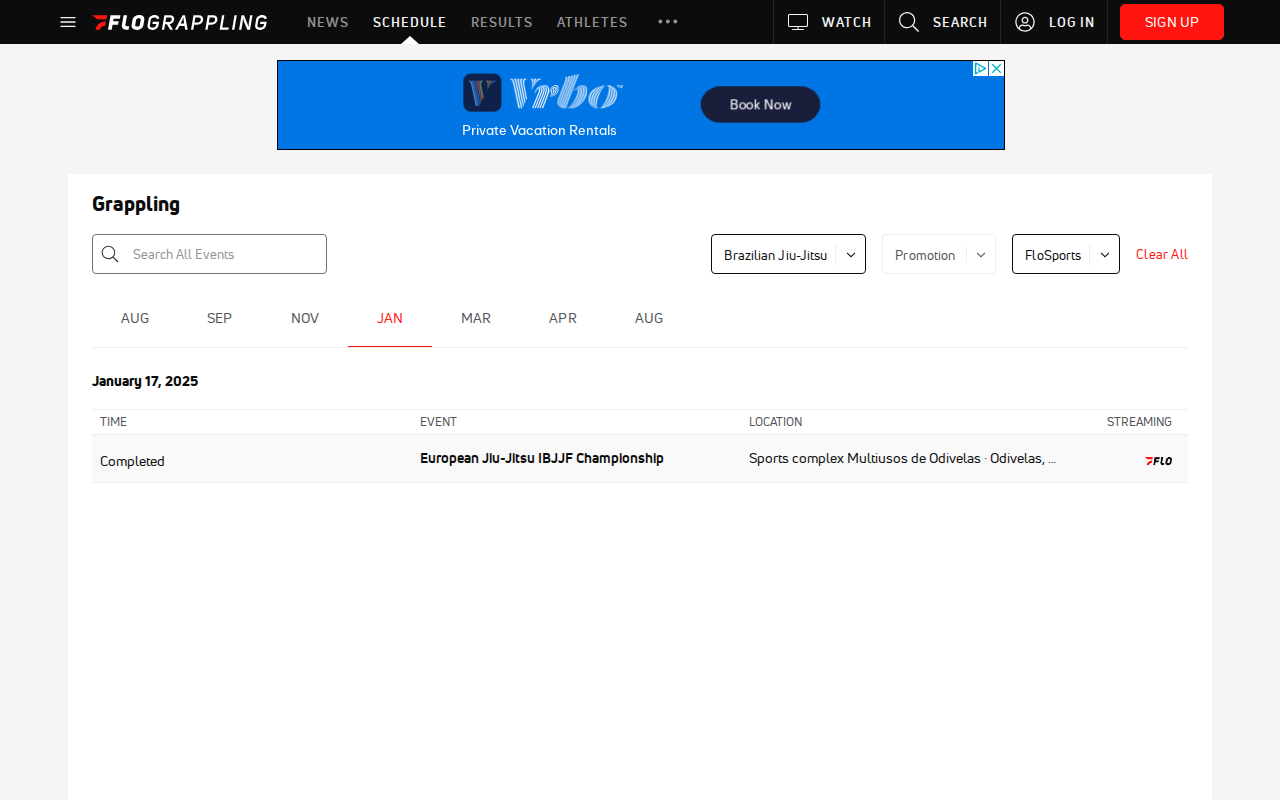 FLOGRAPPLING NEWS SCHEDULE RESULTS ATHLETES WATCH SEARCH LOG IN SIGN UP
Vrbo™
Private Vacation Rentals
Book Now
Grappling
Search All Events
Brazilian Jiu-Jitsu
Promotion
FloSports
Clear All
AUG SEP NOV JAN MAR APR AUG
January 17, 2025
TIME EVENT LOCATION STREAMING
Completed European Jiu-Jitsu IBJJF Championship Sports complex Multiusos de Odivelas · Odivelas, ... FLO